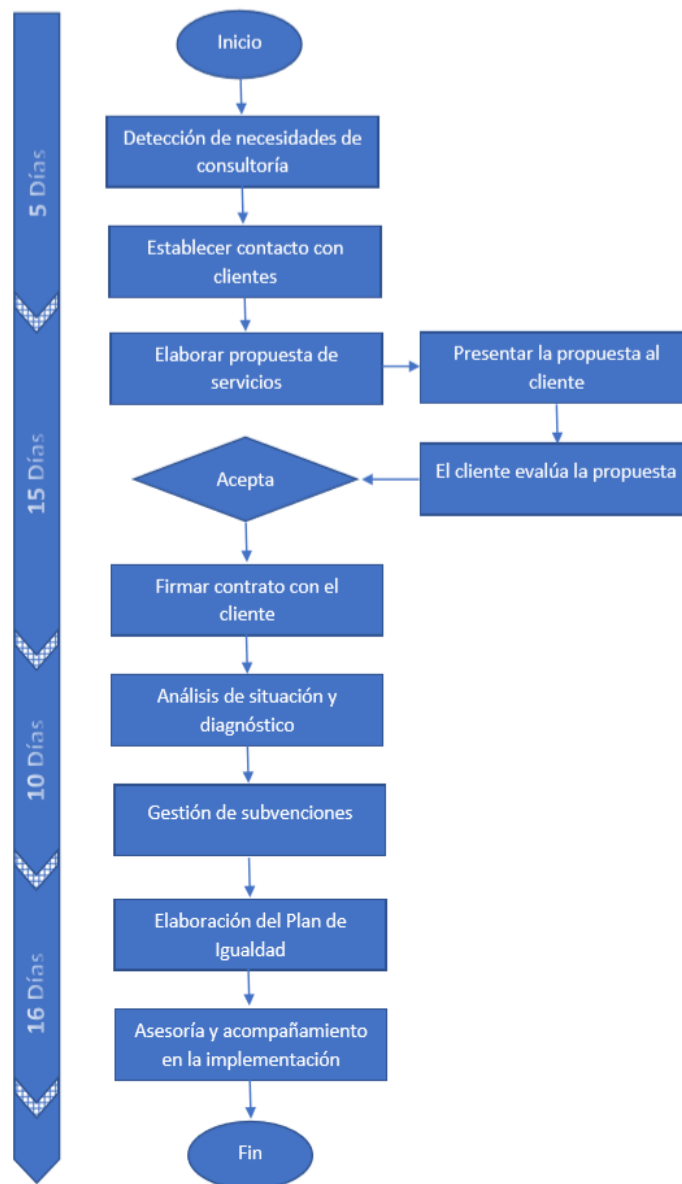 Inicio
Detección de necesidades de
consultoría
5 Días
Establecer contacto con
clientes
Elaborar propuesta de
servicios
Presentar la propuesta al
cliente
El cliente evalúa la propuesta
Acepta
15 Días
Firmar contrato con el
cliente
Análisis de situación y
diagnóstico
10 Días
Gestión de subvenciones
Elaboración del Plan de
Igualdad
16 Días
Asesoría y acompañamiento
en la implementación
Fin